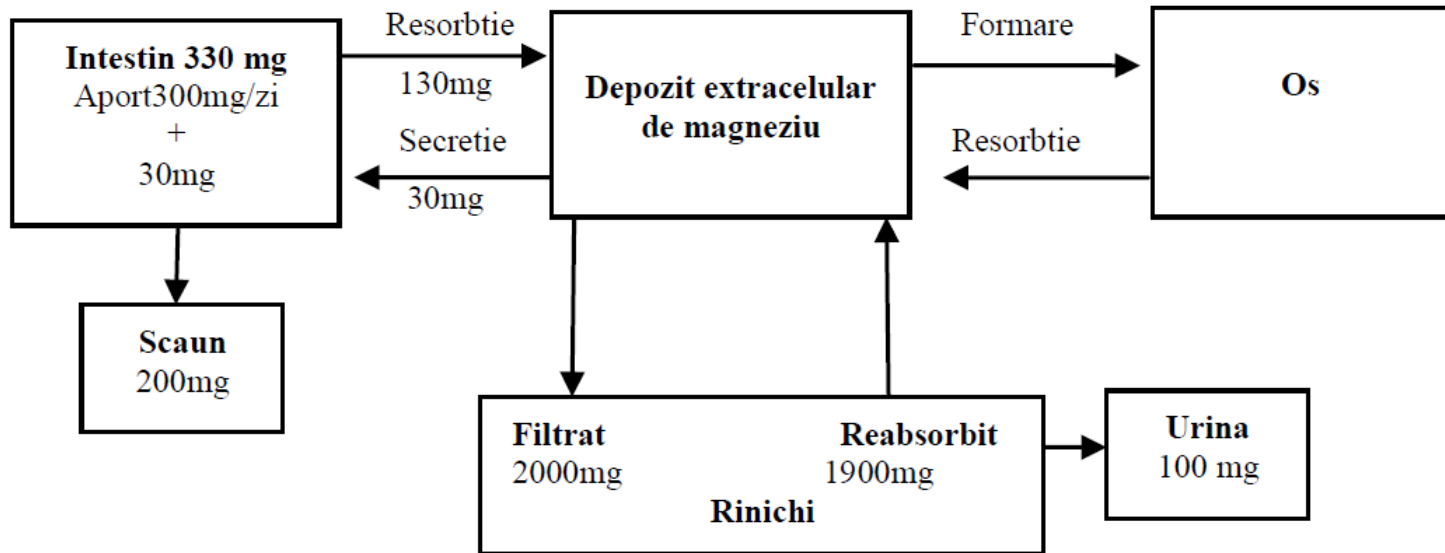 Intestin 330 mg
Aport300mg/zi
+
30mg
Resorbtie
130mg
Secretie
30mg
Depozit extracelular
de magneziu
Formare
Resorbtie
Os
Scaun
200mg
Filtrat
2000mg
Reabsorbit
1900mg
Rinichi
Urina
100 mg